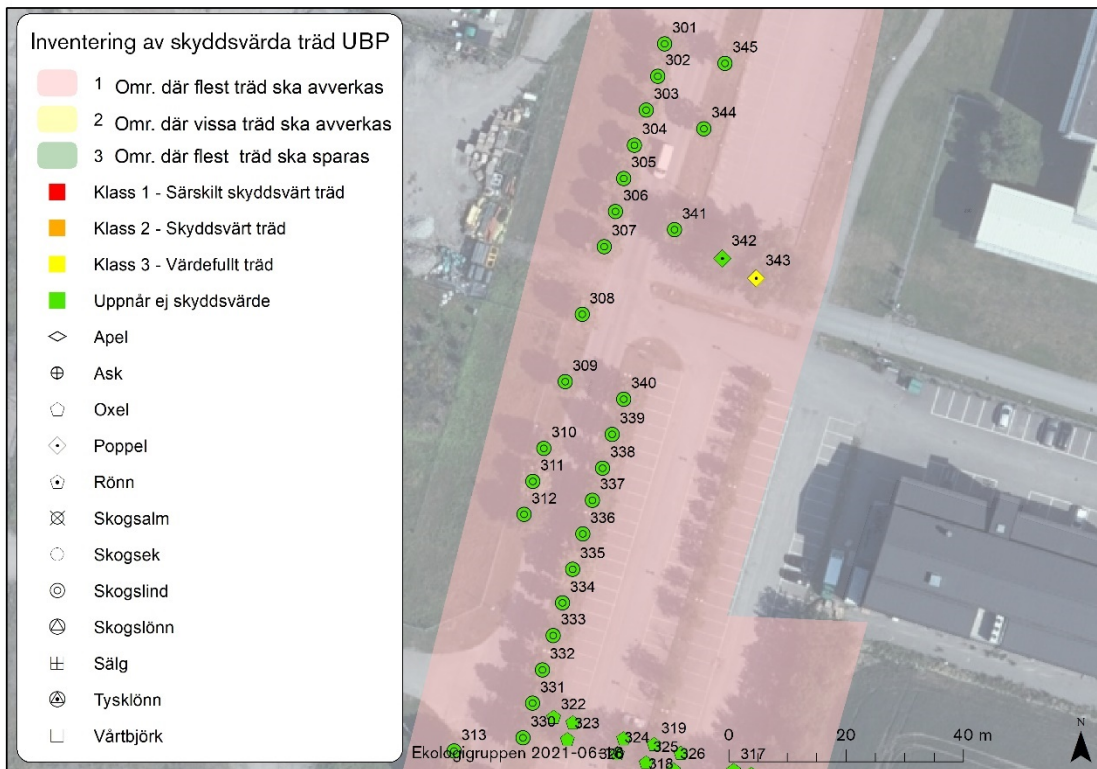 Inventering av skyddsvärda träd UBP
1 Omr. där flest träd ska avverkas
2 Omr. där vissa träd ska avverkas
3 Omr. där flest träd ska sparas
Klass 1 - Särskilt skyddsvärt träd
Klass 2 - Skyddsvärt träd
Klass 3 - Värdefullt träd
Uppnår ej skyddsvärde
Apel
Ask
Oxel
Poppel
Rönn
Skogsalm
Skogsek
Skogslind
Skogslönn
Sälg
Tysklönn
Vårtbjörk
301
345
302
303
344
304
305
306
341
307
342
343
308
309
340
310
339
311
338
312
337
336
335
334
333
332
331
322
330
323
313
324
319
325
326
318
317
Ekologigruppen 2021-06-
0 20 40 m
N